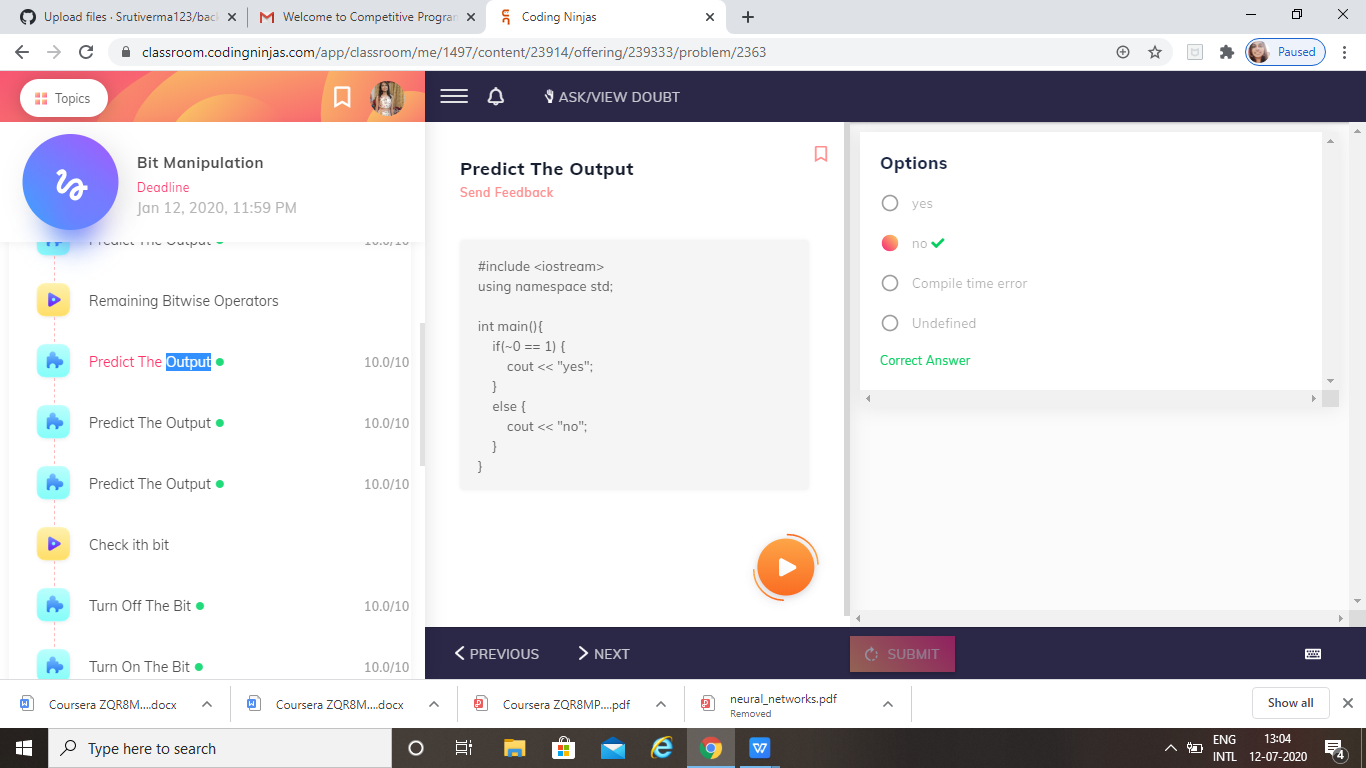 Upload files · Srutiverma123/bac
Welcome to Competitive Progra
Coding Ninjas
classroom.codingninjas.com/app/classroom/me/1497/content/23914/offering/239333/problem/2363
Paused
Topics
ASK/VIEW DOUBT
Bit Manipulation
Deadline
Jan 12, 2020, 11:59 PM
Predict The Output 10.0/10
Remaining Bitwise Operators
Predict The Output 10.0/10
Predict The Output 10.0/10
Predict The Output 10.0/10
Check ith bit
Turn Off The Bit 10.0/10
Turn On The Bit 10.0/10
Predict The Output
Send Feedback
#include <iostream>
using namespace std;
int main(){
if(~0 == 1) {
cout << "yes";
}
else {
cout << "no";
}
}
Options
yes
no
Compile time error
Undefined
Correct Answer
PREVIOUS
NEXT
SUBMIT
Coursera ZQR8M....docx
Coursera ZQR8M....docx
Coursera ZQR8MP....pdf
neural_networks.pdf
Removed
Show all
Type here to search
ENG
INTL
13:04
12-07-2020
4